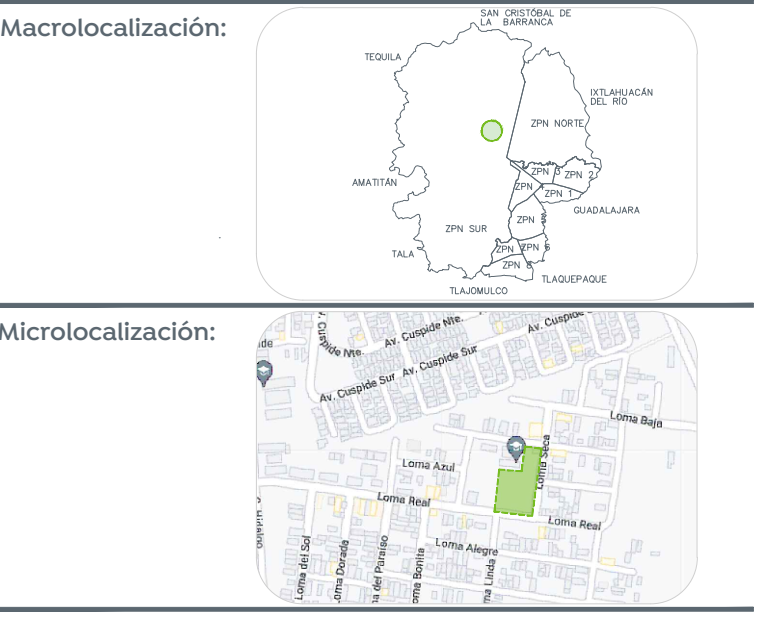 Macrolocalización:
SAN CRISTÓBAL DE
LA BARRANCA
TEQUILA
IXTLAHUACÁN
DEL RÍO
ZPN NORTE
ZPN 3
ZPN 2
AMATITÁN
ZPN
ZPN 1
GUADALAJARA
ZPN
ZPN SUR
ZPN
ZPN 6
TALA
ZPN
TLAQUEPAQUE
TLAJOMULCO
Microlocalización:
Av. Cuspide Nte.
Av. Cuspide Nte.
Av. Cuspide
Av. Cuspide Sur
Av. Cuspide Sur
Loma Baja
Loma Seca
Loma Azul
Loma Real
Loma Real
Loma Alegre
Hidalgo
Loma del Sol
Loma Dorada
Loma del Paraíso
Loma Bonita
Loma Linda